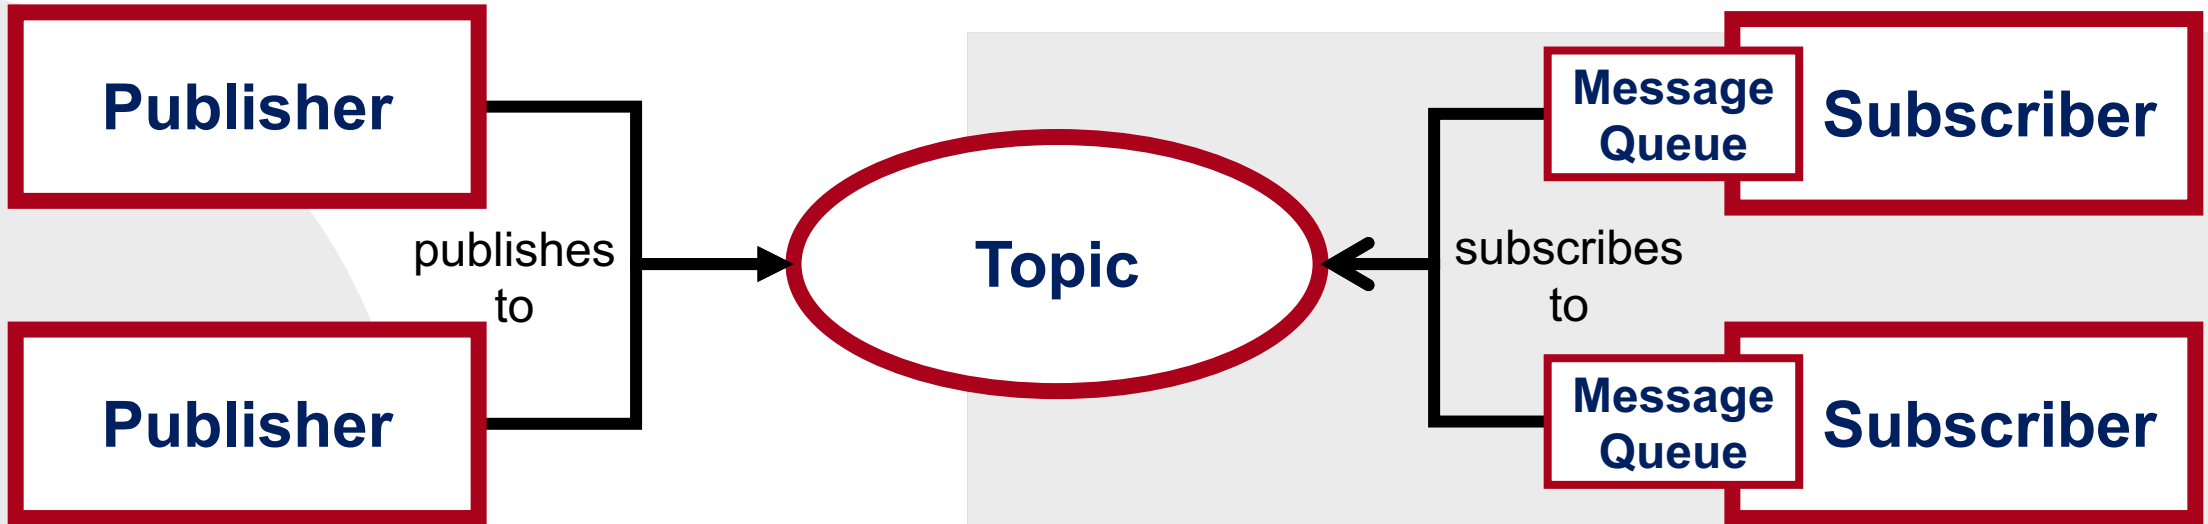 Publisher
publishes
to
Publisher
Topic
Message
Queue
Subscriber
subscribes
to
Message
Queue
Subscriber